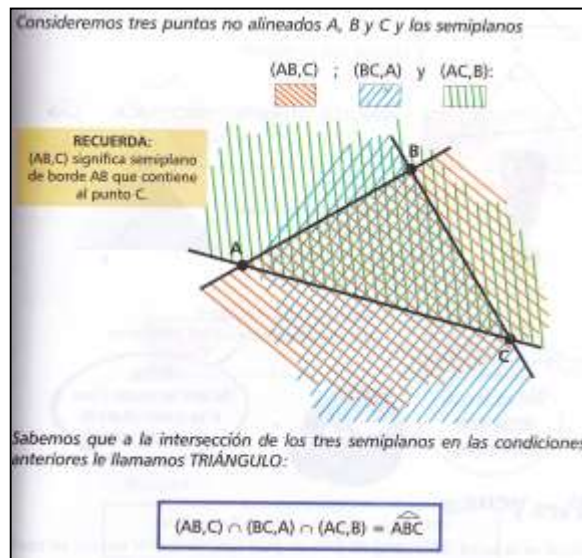 Consideremos tres puntos no alineados A, B y C y los semiplanos
(AB,C) ; (BC,A) y (AC,B):
RECUERDA:
(AB,C) significa semiplano
de borde AB que contiene
al punto C.
B
A
C
Sabemos que a la intersección de los tres semiplanos en las condiciones
anteriores le llamamos TRIÁNGULO:
(AB,C) ∩ (BC,A) ∩ (AC,B) = ABC